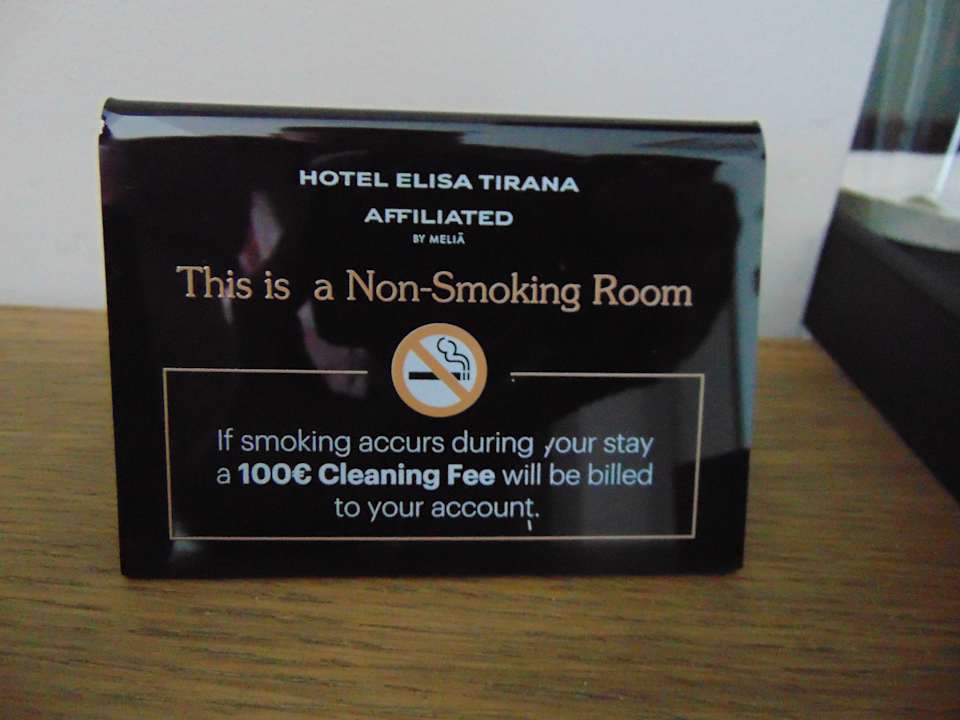 HOTEL ELISA TIRANA
AFFILIATED
BY MELIÃ
This is a Non-Smoking Room
If smoking accurs during your stay
a 100€ Cleaning Fee will be billed
to your account.